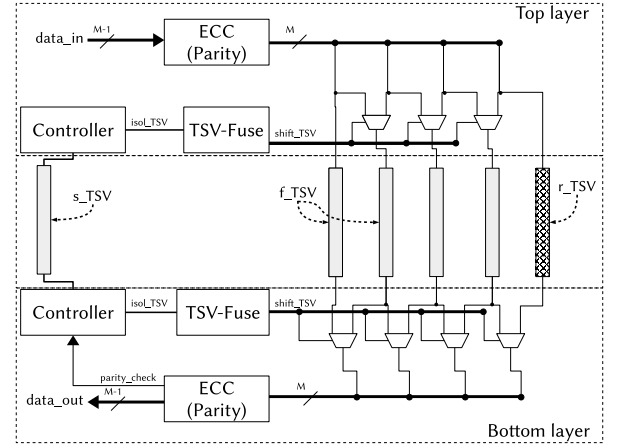 Top layer
data_in
M-1
ECC
(Parity)
M
Controller
isol_TSV
TSV-Fuse
shift_TSV
s_TSV
f_TSV
r_TSV
Controller
isol_TSV
TSV-Fuse
shift_TSV
parity_check
data_out
M-1
ECC
(Parity)
M
Bottom layer